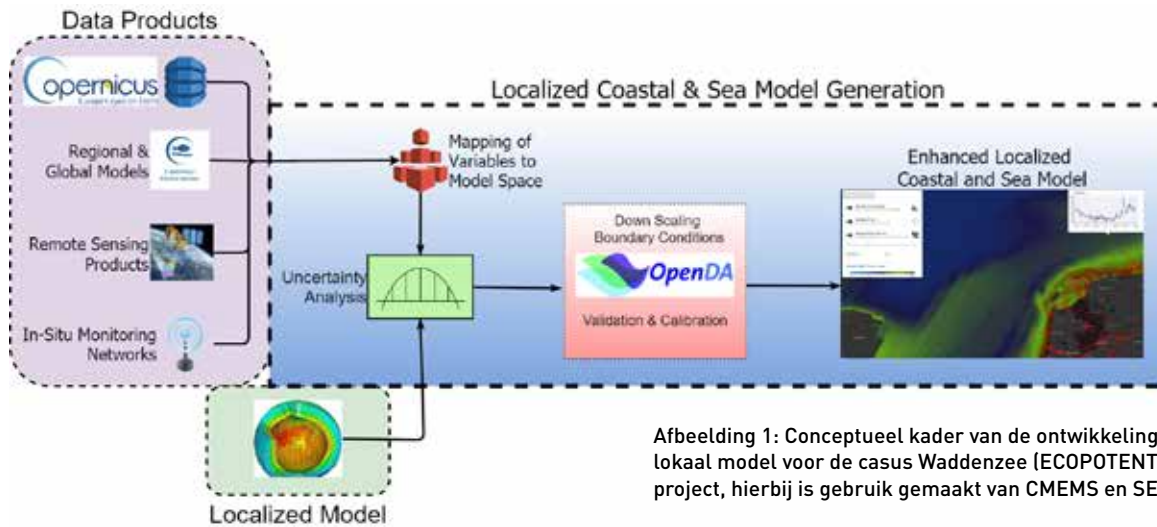 Data Products
opernicus
Regional &
Global Models
Remote Sensing
Products
In-Situ Monitoring
Networks
Localized Coastal & Sea Model Generation
Mapping of
Variables to
Model Space
Uncertainty
Analysis
Down Scaling
Boundary Conditions
OpenDA
Validation & Calibration
Enhanced Localized
Coastal and Sea Model
Localized Model
Afbeelding 1: Conceptueel kader van de ontwikkeling
lokaal model voor de casus Waddenzee (ECOPOTENT
project, hierbij is gebruik gemaakt van CMEMS en SE